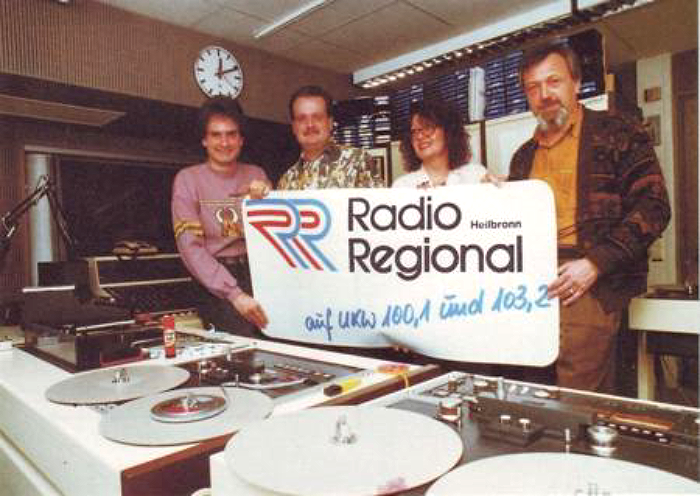 RR Radio Heilbronn
Regional
auf UKW 100,1 und 103,2